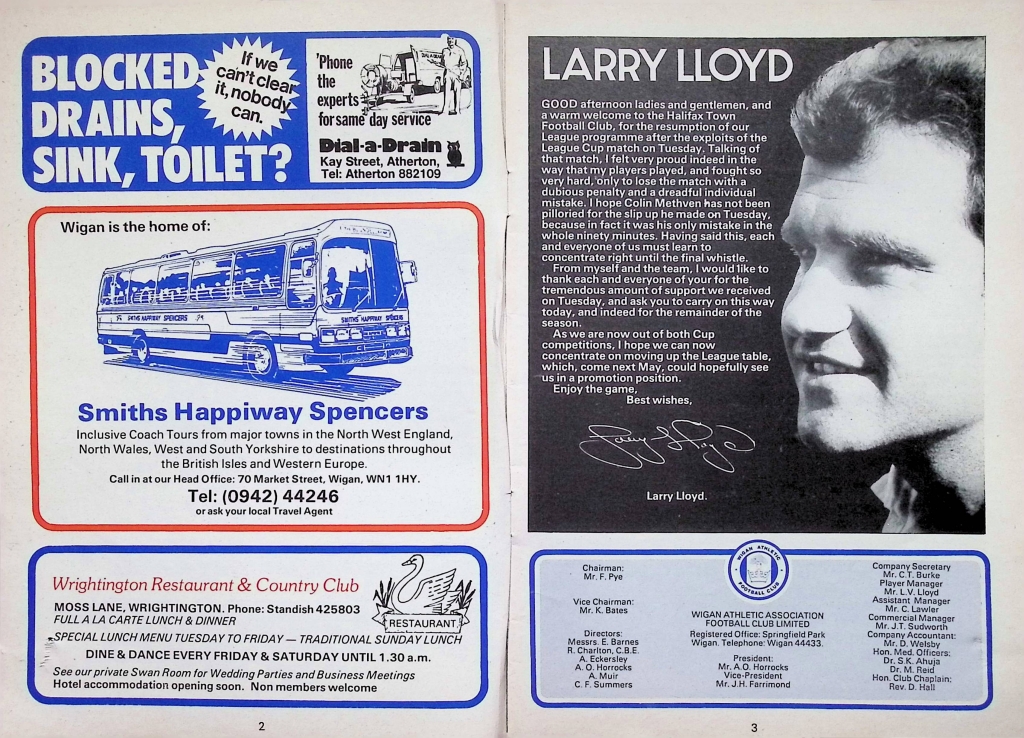 BLOCKED
DRAINS,
SINK, TOILET?
If we
can't clear
it, nobody
can.
'Phone
the
experts
for same day service
Dial-a-Drain
Kay Street, Atherton,
Tel: Atherton 882109
Wigan is the home of:
SMITHS HAPPIWAY SPENCERS
SMITHS HAPPIWAY SPENCERS
Smiths Happiway Spencers
Inclusive Coach Tours from major towns in the North West England,
North Wales, West and South Yorkshire to destinations throughout
the British Isles and Western Europe.
Call in at our Head Office: 70 Market Street, Wigan, WN1 1HY.
Tel: (0942) 44246
or ask your local Travel Agent
Wrightington Restaurant & Country Club
MOSS LANE, WRIGHTINGTON. Phone: Standish 425803
FULL A LA CARTE LUNCH & DINNER
RESTAURANT
SPECIAL LUNCH MENU TUESDAY TO FRIDAY — TRADITIONAL SUNDAY LUNCH
DINE & DANCE EVERY FRIDAY & SATURDAY UNTIL 1.30 a.m.
See our private Swan Room for Wedding Parties and Business Meetings
Hotel accommodation opening soon. Non members welcome
2
LARRY LLOYD
GOOD afternoon ladies and gentlemen, and
a warm welcome to the Halifax Town
Football Club, for the resumption of our
League programme after the exploits of the
League Cup match on Tuesday. Talking of
that match, I felt very proud indeed in the
way that my players played, and fought so
very hard, only to lose the match with a
dubious penalty and a dreadful individual
mistake. I hope Colin Methven has not been
pilloried for the slip up he made on Tuesday,
because in fact it was his only mistake in the
whole ninety minutes. Having said this, each
and everyone of us must learn to
concentrate right until the final whistle.
From myself and the team, I would like to
thank each and everyone of your for the
tremendous amount of support we received
on Tuesday, and ask you to carry on this way
today, and indeed for the remainder of the
season.
As we are now out of both Cup
competitions, I hope we can now
concentrate on moving up the League table,
which, come next May, could hopefully see
us in a promotion position.
Enjoy the game,
Best wishes,
Larry Lloyd
Larry Lloyd.
Chairman:
Mr. F. Pye
Vice Chairman:
Mr. K. Bates
Directors:
Messrs. E. Barnes
R. Charlton, C.B.E.
A. Eckersley
A. O. Horrocks
A. Muir
C. F. Summers
WIGAN ATHLETIC
FOOTBALL CLUB
WIGAN ATHLETIC ASSOCIATION
FOOTBALL CLUB LIMITED
Registered Office: Springfield Park
Wigan. Telephone: Wigan 44433.
President:
Mr. A.O. Horrocks
Vice-President
Mr. J.H. Farrimond
Company Secretary
Mr. C.T. Burke
Player Manager
Mr. L.V. Lloyd
Assistant Manager
Mr. C. Lawler
Commercial Manager
Mr. J.T. Sudworth
Company Accountant:
Mr. D. Welsby
Hon. Med. Officers:
Dr. S.K. Ahuja
Dr. M. Reid
Hon. Club Chaplain:
Rev. D. Hall
3